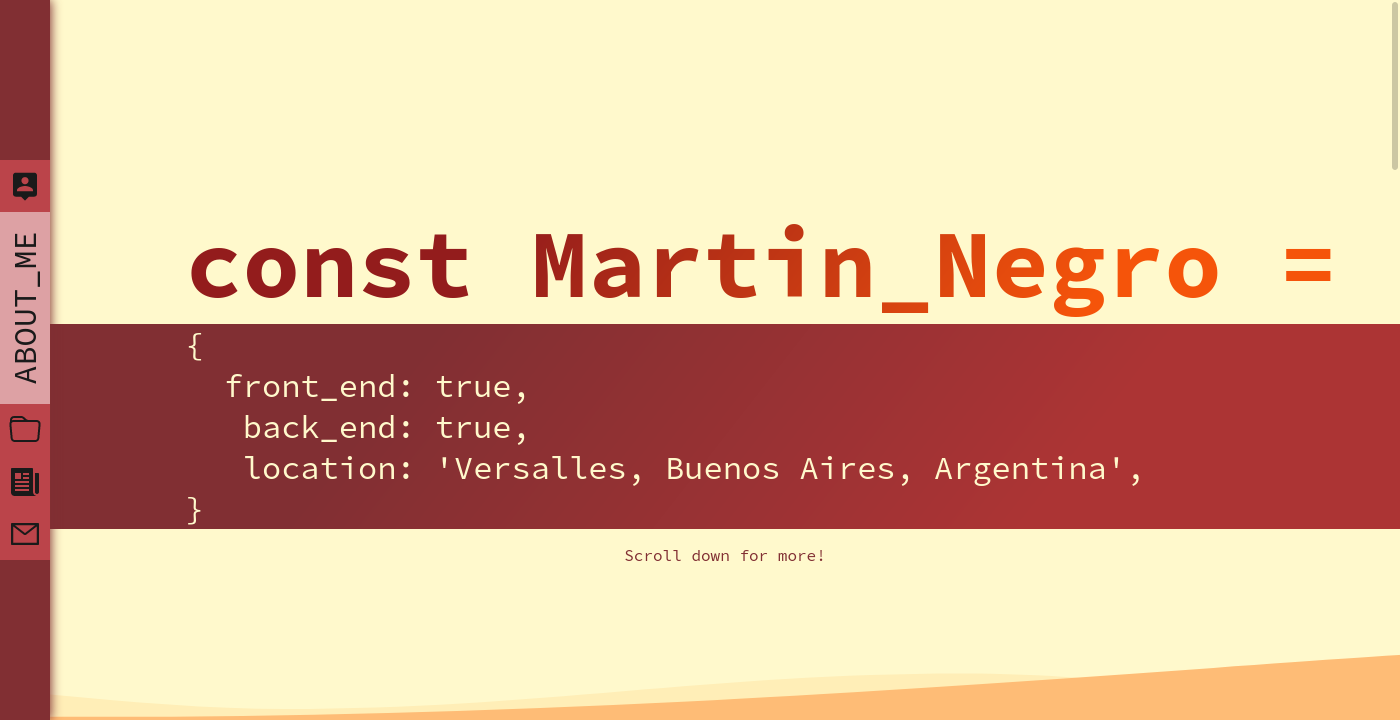 ABOUT_ME
const Martin_Negro =
{
front_end: true,
back_end: true,
location: 'Versalles, Buenos Aires, Argentina',
}
Scroll down for more!